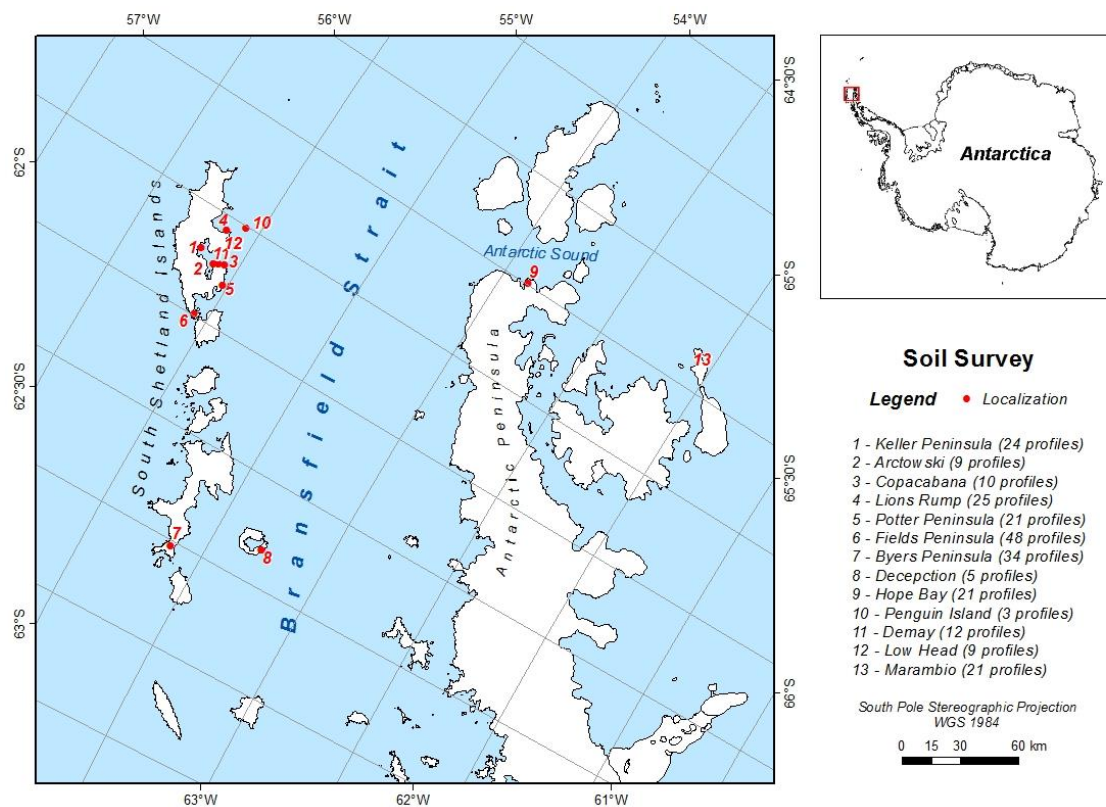 57°W
56°W
55°W
54°W
64°30'S
62°S
65°S
62°30'S
65°30'S
63°S
66°S
63°W
62°W
61°W
South Shetland Islands
Bransfield Strait
Antarctic Sound
Antarctic Peninsula
4
10
1
12
11
2
3
5
6
9
13
7
8
Antarctica
Soil Survey
Legend Localization
1 - Keller Peninsula (24 profiles)
2 - Arctowski (9 profiles)
3 - Copacabana (10 profiles)
4 - Lions Rump (25 profiles)
5 - Potter Peninsula (21 profiles)
6 - Fields Peninsula (48 profiles)
7 - Byers Peninsula (34 profiles)
8 - Decepction (5 profiles)
9 - Hope Bay (21 profiles)
10 - Penguin Island (3 profiles)
11 - Demay (12 profiles)
12 - Low Head (9 profiles)
13 - Marambio (21 profiles)
South Pole Stereographic Projection
WGS 1984
0 15 30 60 km